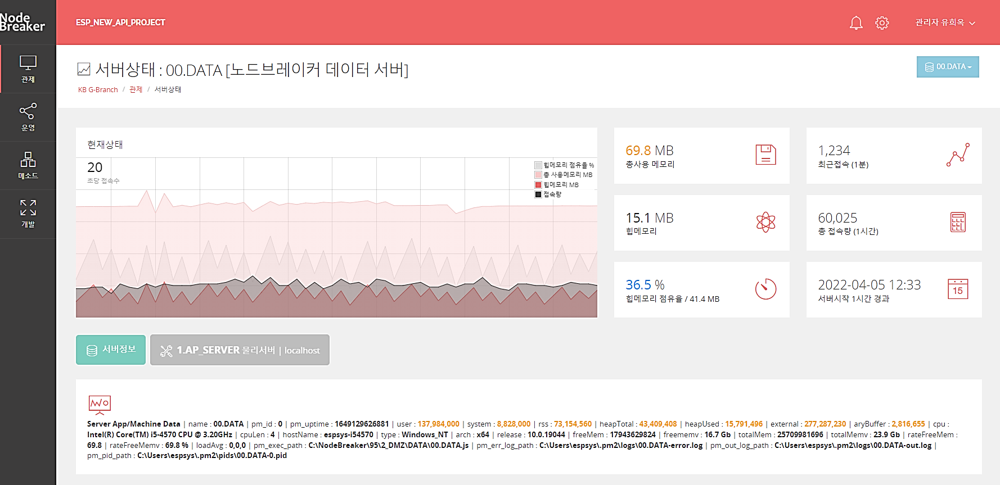 Node
Breaker
ESP_NEW_API_PROJECT
관리자 유희옥
관제
운영
메소드
개발
서버상태 : 00.DATA [노드브레이커 데이터 서버]
00.DATA
KB G-Branch / 관제 / 서버상태
현재상태
20
초당 접속수
힙메모리 점유율 %
총 사용메모리 MB
힙메모리 MB
접속량
69.8 MB
총사용 메모리
1,234
최근접속 (1분)
15.1 MB
힙메모리
60,025
총 접속량 (1시간)
36.5 %
힙메모리 점유율 / 41.4 MB
2022-04-05 12:33
서버시작 1시간 경과
15
서버정보
1.AP_SERVER 물리서버 | localhost
Server App/Machine Data | name : 00.DATA | pm_id : 0 | pm_uptime : 1649129626881 | user : 137,984,000 | system : 8,828,000 | rss : 73,154,560 | heapTotal : 43,409,408 | heapUsed : 15,791,496 | external : 277,287,230 | aryBuffer : 2,816,655 | cpu :
Intel(R) Core(TM) i5-4570 CPU @ 3.20GHz | cpuLen : 4 | hostName : espsys-i54570 | type : Windows_NT | arch : x64 | release : 10.0.19044 | freeMem : 17943629824 | freememv : 16.7 Gb | totalMem : 25709981696 | totalMemv : 23.9 Gb | rateFreeMem :
69.8 | rateFreeMemv : 69.8 % | loadAvg : 0,0,0 | pm_exec_path : C:\NodeBreaker\95\2_DMZ\DATA\00.DATA.js | pm_err_log_path : C:\Users\espsys\.pm2\logs\00.DATA-error.log | pm_out_log_path : C:\Users\espsys\.pm2\logs\00.DATA-out.log |
pm_pid_path : C:\Users\espsys\.pm2\pids\00.DATA-0.pid